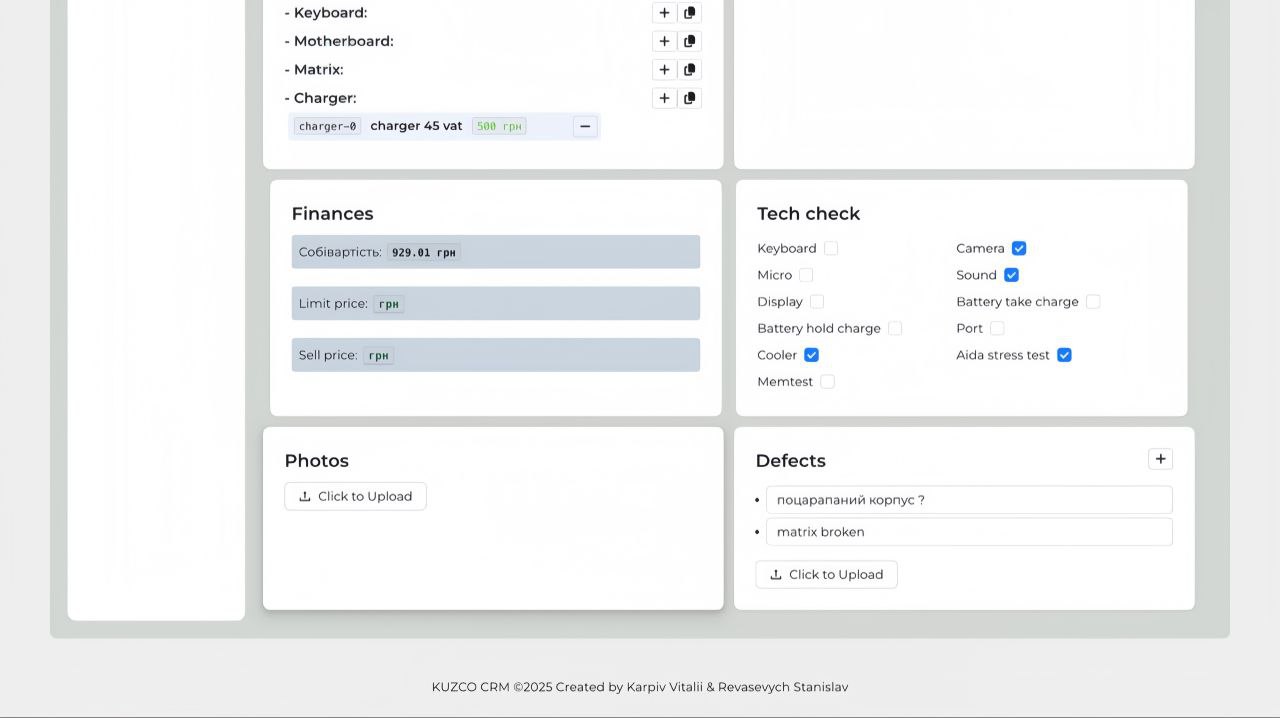 - Keyboard:
- Motherboard:
- Matrix:
- Charger:
charger-0 charger 45 vat 500 грн
Finances
Собівартість: 929.01 грн
Limit price: грн
Sell price: грн
Tech check
Keyboard Camera
Micro Sound
Display Battery take charge
Battery hold charge Port
Cooler Aida stress test
Memtest
Photos
Click to Upload
Defects
• поцарапаний корпус ?
• matrix broken
Click to Upload
KUZCO CRM ©2025 Created by Karpiv Vitalii & Revasevych Stanislav